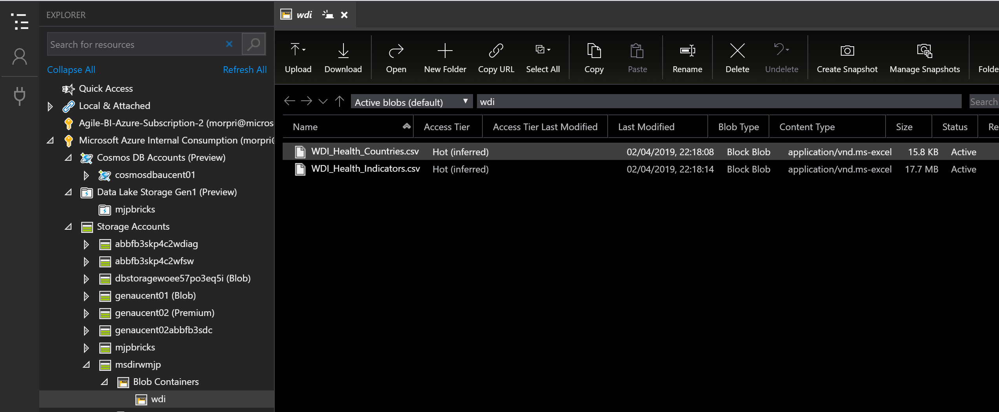 EXPLORER
Search for resources
Collapse All
Refresh All
Quick Access
Local & Attached
Agile-BI-Azure-Subscription-2 (morpri@micros
Microsoft Azure Internal Consumption (morpri@
Cosmos DB Accounts (Preview)
cosmosdbaucent01
Data Lake Storage Gen1 (Preview)
mjpbricks
Storage Accounts
abbfb3skp4c2wdiag
abbfb3skp4c2wfsw
dbstoragewoee57po3eq5i (Blob)
genaucent01 (Blob)
genaucent02 (Premium)
genaucent02abbfb3sdc
mjpbricks
msdirwmjp
Blob Containers
wdi
wdi
Upload Download Open New Folder Copy URL Select All Copy Paste Rename Delete Undelete Create Snapshot Manage Snapshots Folde
Active blobs (default) wdi Search
Name Access Tier Access Tier Last Modified Last Modified Blob Type Content Type Size Status Re
WDI_Health_Countries.csv Hot (inferred) 02/04/2019, 22:18:08 Block Blob application/vnd.ms-excel 15.8 KB Active
WDI_Health_Indicators.csv Hot (inferred) 02/04/2019, 22:18:14 Block Blob application/vnd.ms-excel 17.7 MB Active